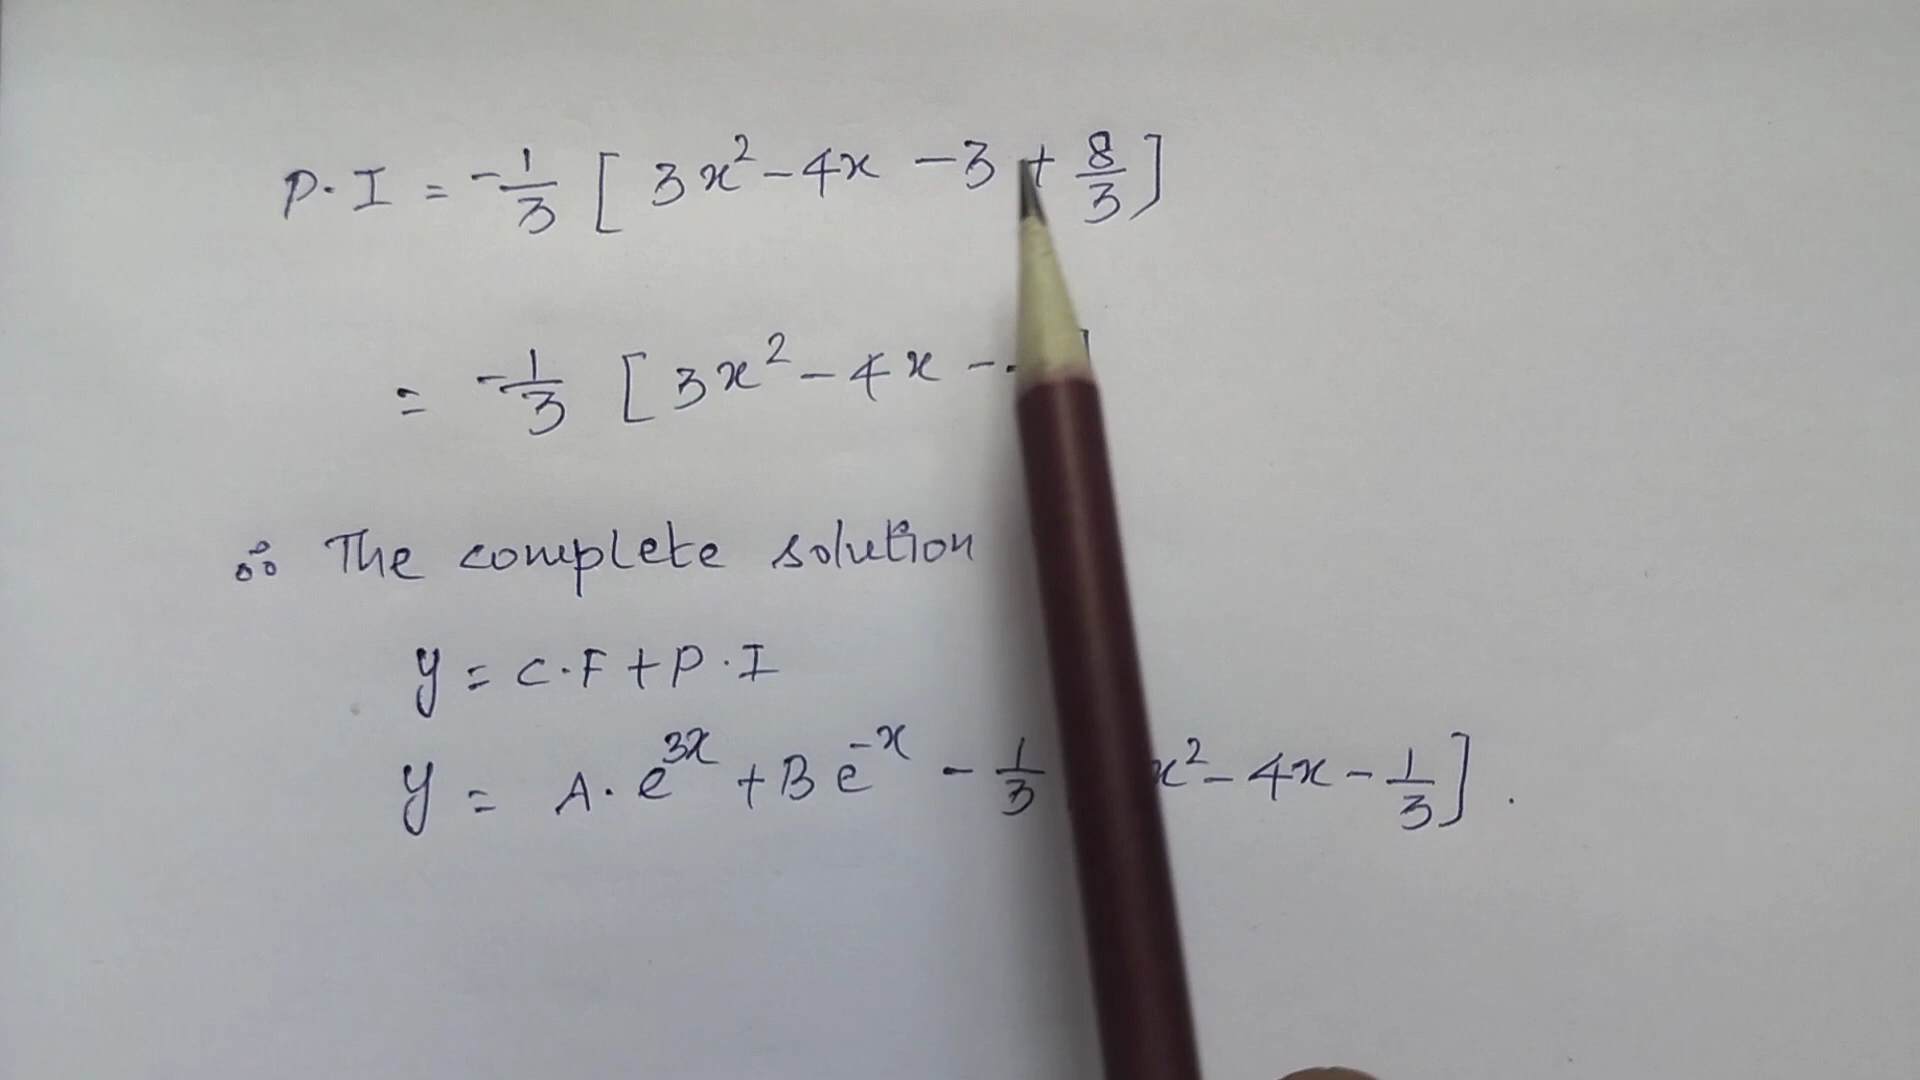 P.I = -1/3 [ 3x² - 4x - 3 + 8/3 ]
= -1/3 [ 3x² - 4x - ]
∴ The complete solution
y = C.F + P.I
y = A.e^{3x} + B e^{-x} - 1/3 x² - 4x - 1/3 ] .